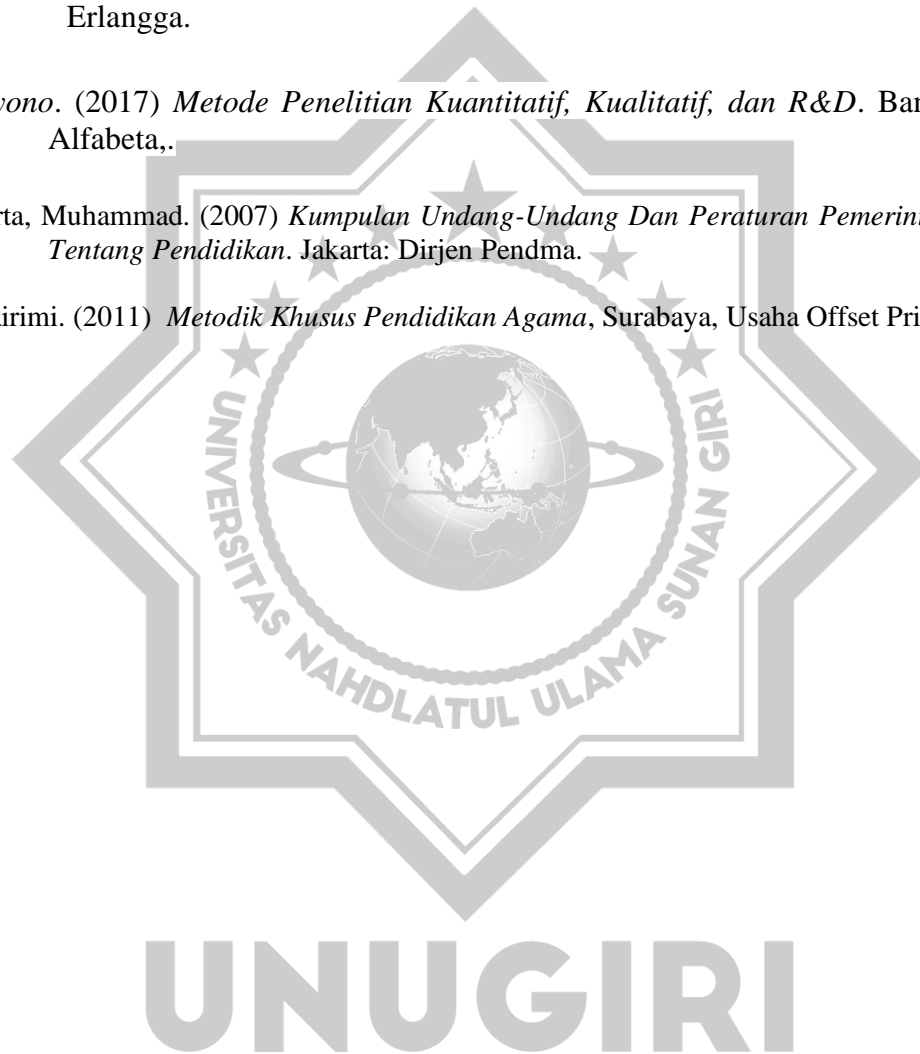 Erlangga.
yono. (2017) Metode Penelitian Kuantitatif, Kualitatif, dan R&D. Ban
Alfabeta,.
rta, Muhammad. (2007) Kumpulan Undang-Undang Dan Peraturan Pemerin
Tentang Pendidikan. Jakarta: Dirjen Pendma.
irimi. (2011) Metodik Khusus Pendidikan Agama, Surabaya, Usaha Offset Pri
UNIVERSITAS NAHDLATUL ULAMA SUNAN GIRI
UNUGIRI